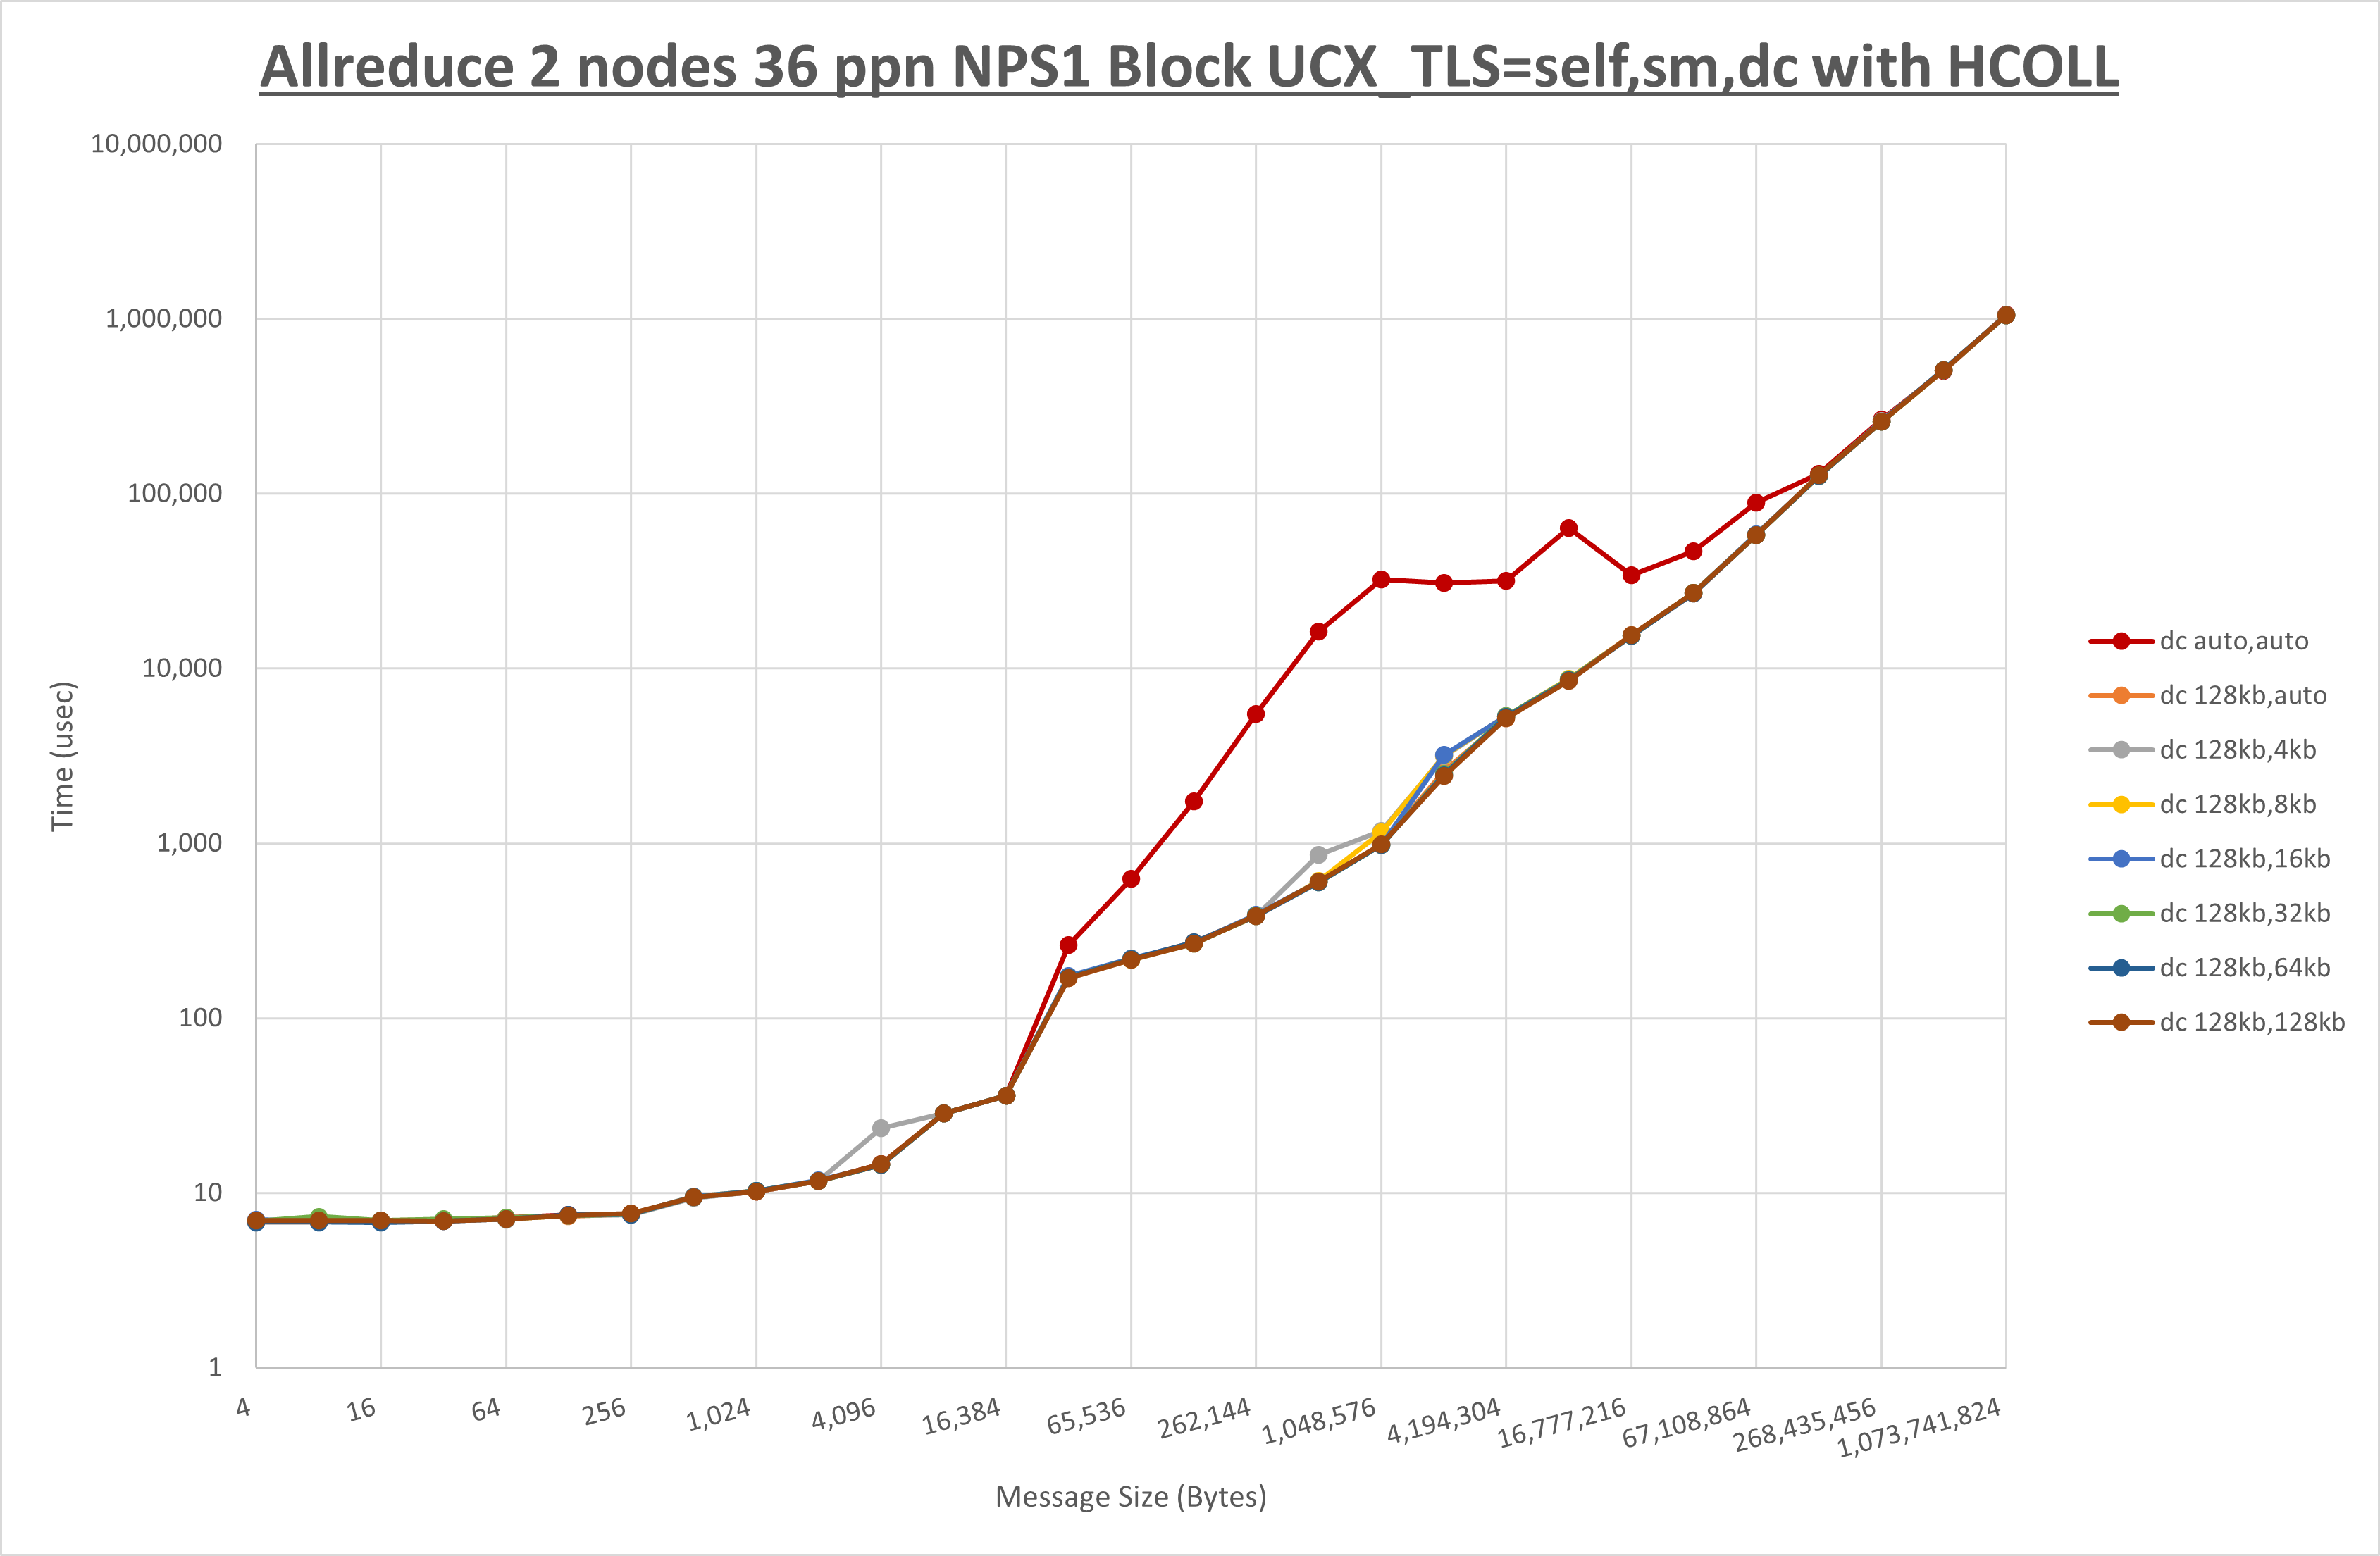 Allreduce 2 nodes 36 ppn NPS1 Block UCX_TLS=self,sm,dc with HCOLL
10,000,000
1,000,000
100,000
10,000
1,000
100
10
1
Time (usec)
4
16
64
256
1,024
4,096
16,384
65,536
262,144
1,048,576
4,194,304
16,777,216
67,108,864
268,435,456
1,073,741,824
Message Size (Bytes)
dc auto,auto
dc 128kb,auto
dc 128kb,4kb
dc 128kb,8kb
dc 128kb,16kb
dc 128kb,32kb
dc 128kb,64kb
dc 128kb,128kb